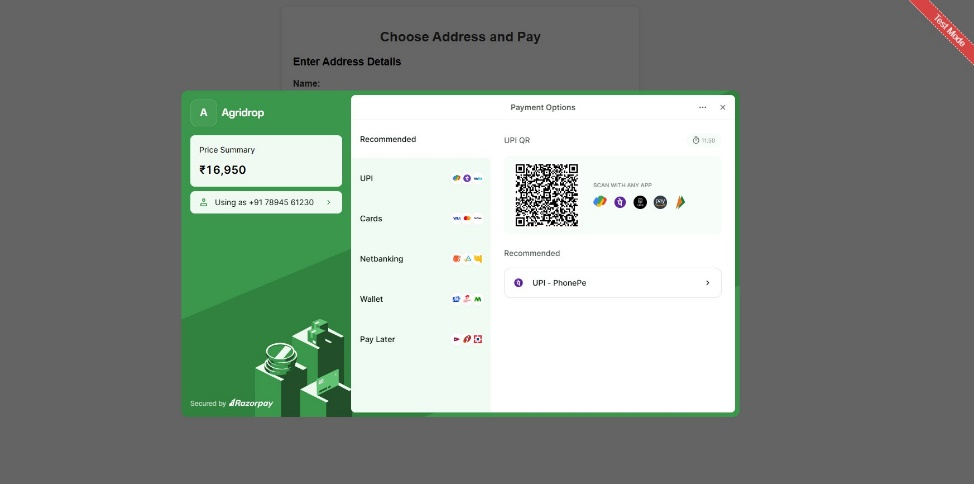 Test Mode
Choose Address and Pay
Enter Address Details
Name:
A
Agridrop
Price Summary
₹16,950
Using as +91 78945 61230
Secured by Razorpay
Payment Options
Recommended
UPI
Cards
VISA
Netbanking
Wallet
Pay Later
UPI QR
SCAN WITH ANY APP
Recommended
UPI - PhonePe